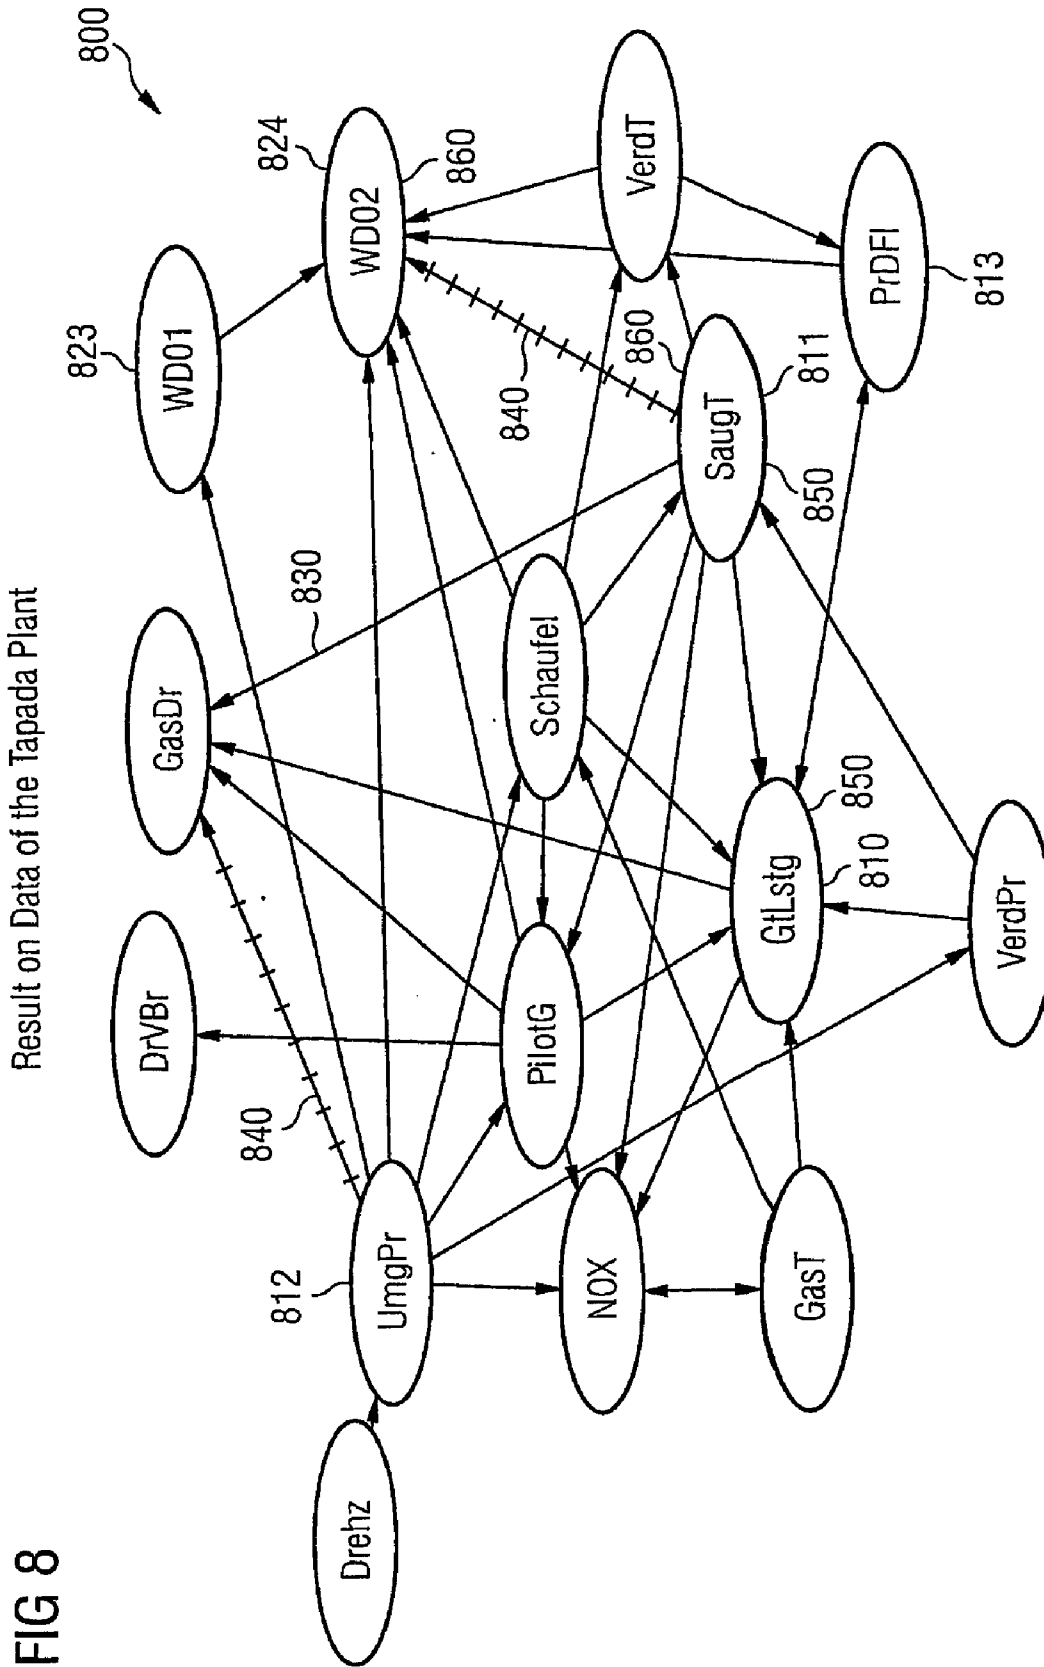 FIG 8
Result on Data of the Tapada Plant
800
823
DrVBr
GasDr
WD01
840
830
824
812
Drehz
UmgPr
WD02
860
840
PilotG
Schaufel
NOX
860
VerdT
SaugT
GasT
GtLstg
850
850
811
810
PrDFl
813
VerdPr